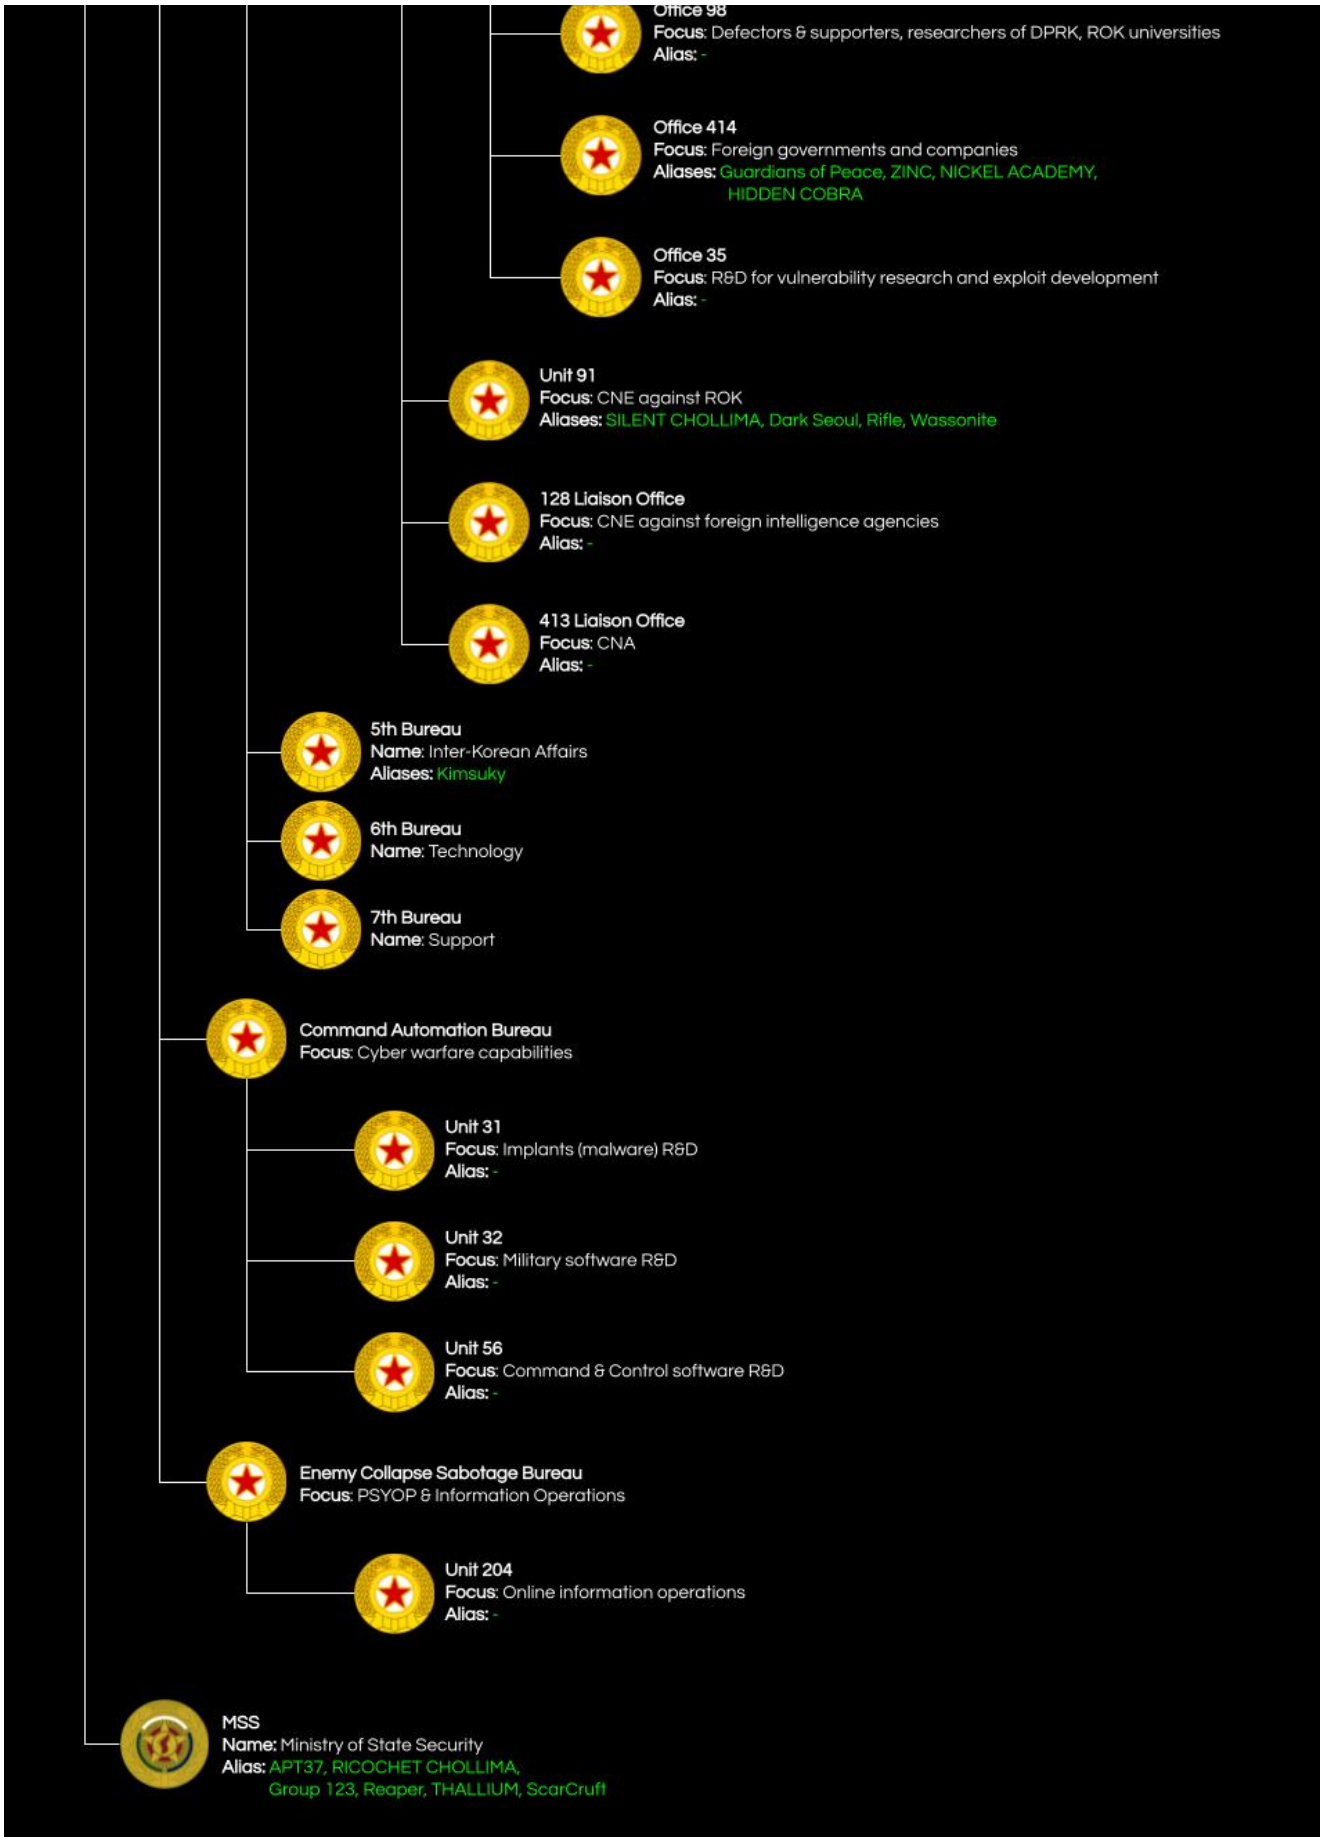 Office 98
Focus: Defectors & supporters, researchers of DPRK, ROK universities
Alias: -
Office 414
Focus: Foreign governments and companies
Aliases: Guardians of Peace, ZINC, NICKEL ACADEMY,
HIDDEN COBRA
Office 35
Focus: R&D for vulnerability research and exploit development
Alias: -
Unit 91
Focus: CNE against ROK
Aliases: SILENT CHOLLIMA, Dark Seoul, Rifle, Wassonite
128 Liaison Office
Focus: CNE against foreign intelligence agencies
Alias: -
413 Liaison Office
Focus: CNA
Alias: -
5th Bureau
Name: Inter-Korean Affairs
Aliases: Kimsuky
6th Bureau
Name: Technology
7th Bureau
Name: Support
Command Automation Bureau
Focus: Cyber warfare capabilities
Unit 31
Focus: Implants (malware) R&D
Alias: -
Unit 32
Focus: Military software R&D
Alias: -
Unit 56
Focus: Command & Control software R&D
Alias: -
Enemy Collapse Sabotage Bureau
Focus: PSYOP & Information Operations
Unit 204
Focus: Online information operations
Alias: -
MSS
Name: Ministry of State Security
Alias: APT37, RICOCHET CHOLLIMA,
Group 123, Reaper, THALLIUM, ScarCruft